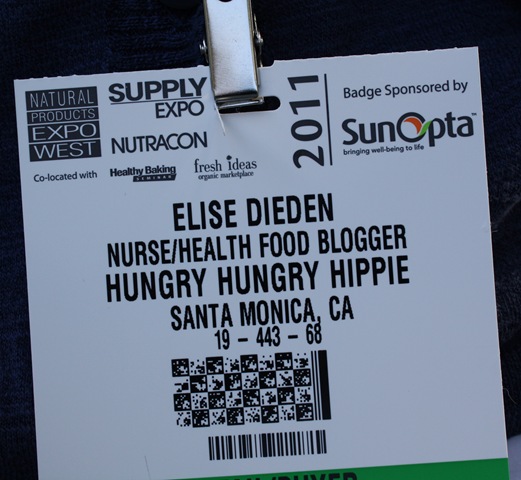 NATURAL
PRODUCTS
EXPO
WEST
SUPPLY
EXPO
NUTRACON
2011
Badge Sponsored by
SunOpta™
bringing well-being to life
Co-located with
Healthy Baking
SEMINAR
fresh ideas
organic marketplace
ELISE DIEDEN
NURSE/HEALTH FOOD BLOGGER
HUNGRY HUNGRY HIPPIE
SANTA MONICA, CA
19 - 443 - 68